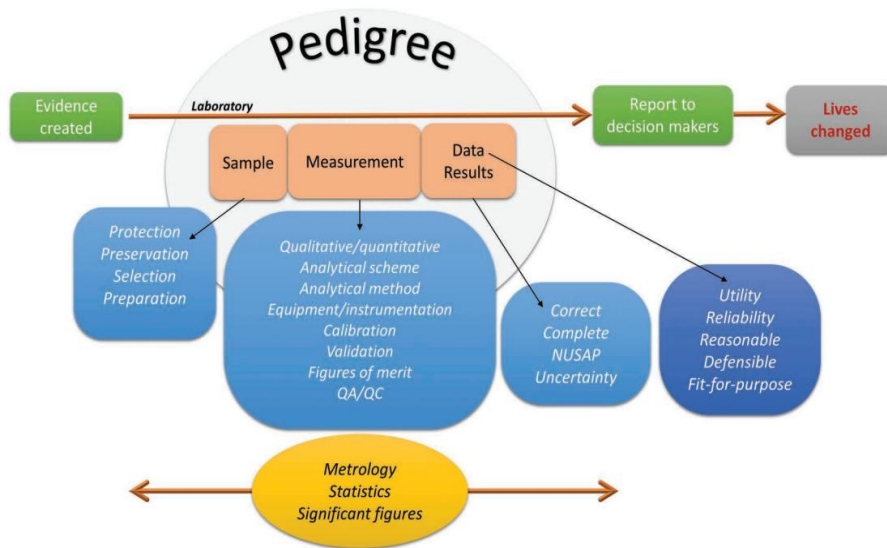 Pedigree
Evidence
created
Laboratory
Report to
decision makers
Lives
changed
Sample
Measurement
Data
Results
Protection
Preservation
Selection
Preparation
Qualitative/quantitative
Analytical scheme
Analytical method
Equipment/instrumentation
Calibration
Validation
Figures of merit
QA/QC
Correct
Complete
NUSAP
Uncertainty
Utility
Reliability
Reasonable
Defensible
Fit-for-purpose
Metrology
Statistics
Significant figures